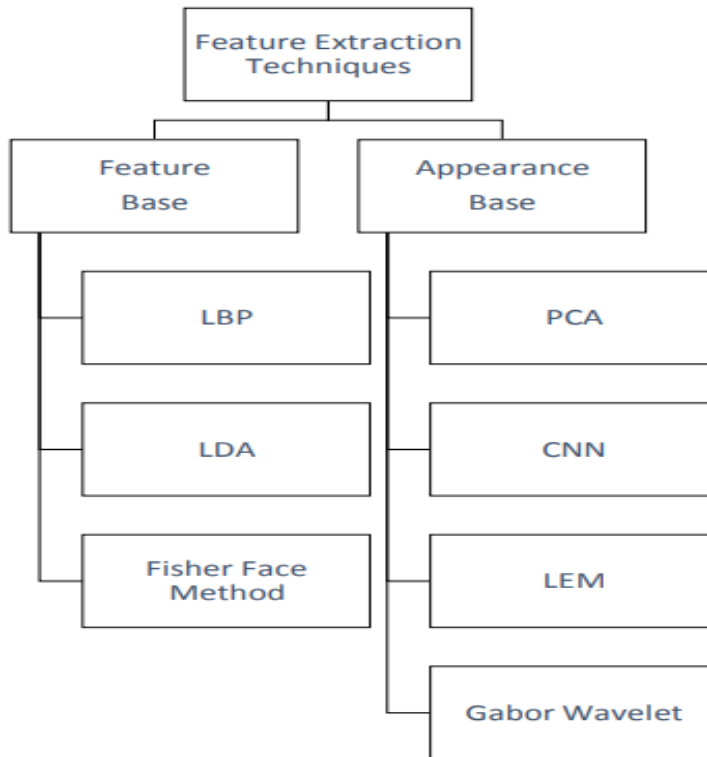 Feature Extraction
Techniques
Feature
Base
Appearance
Base
LBP
PCA
LDA
CNN
Fisher Face
Method
LEM
Gabor Wavelet